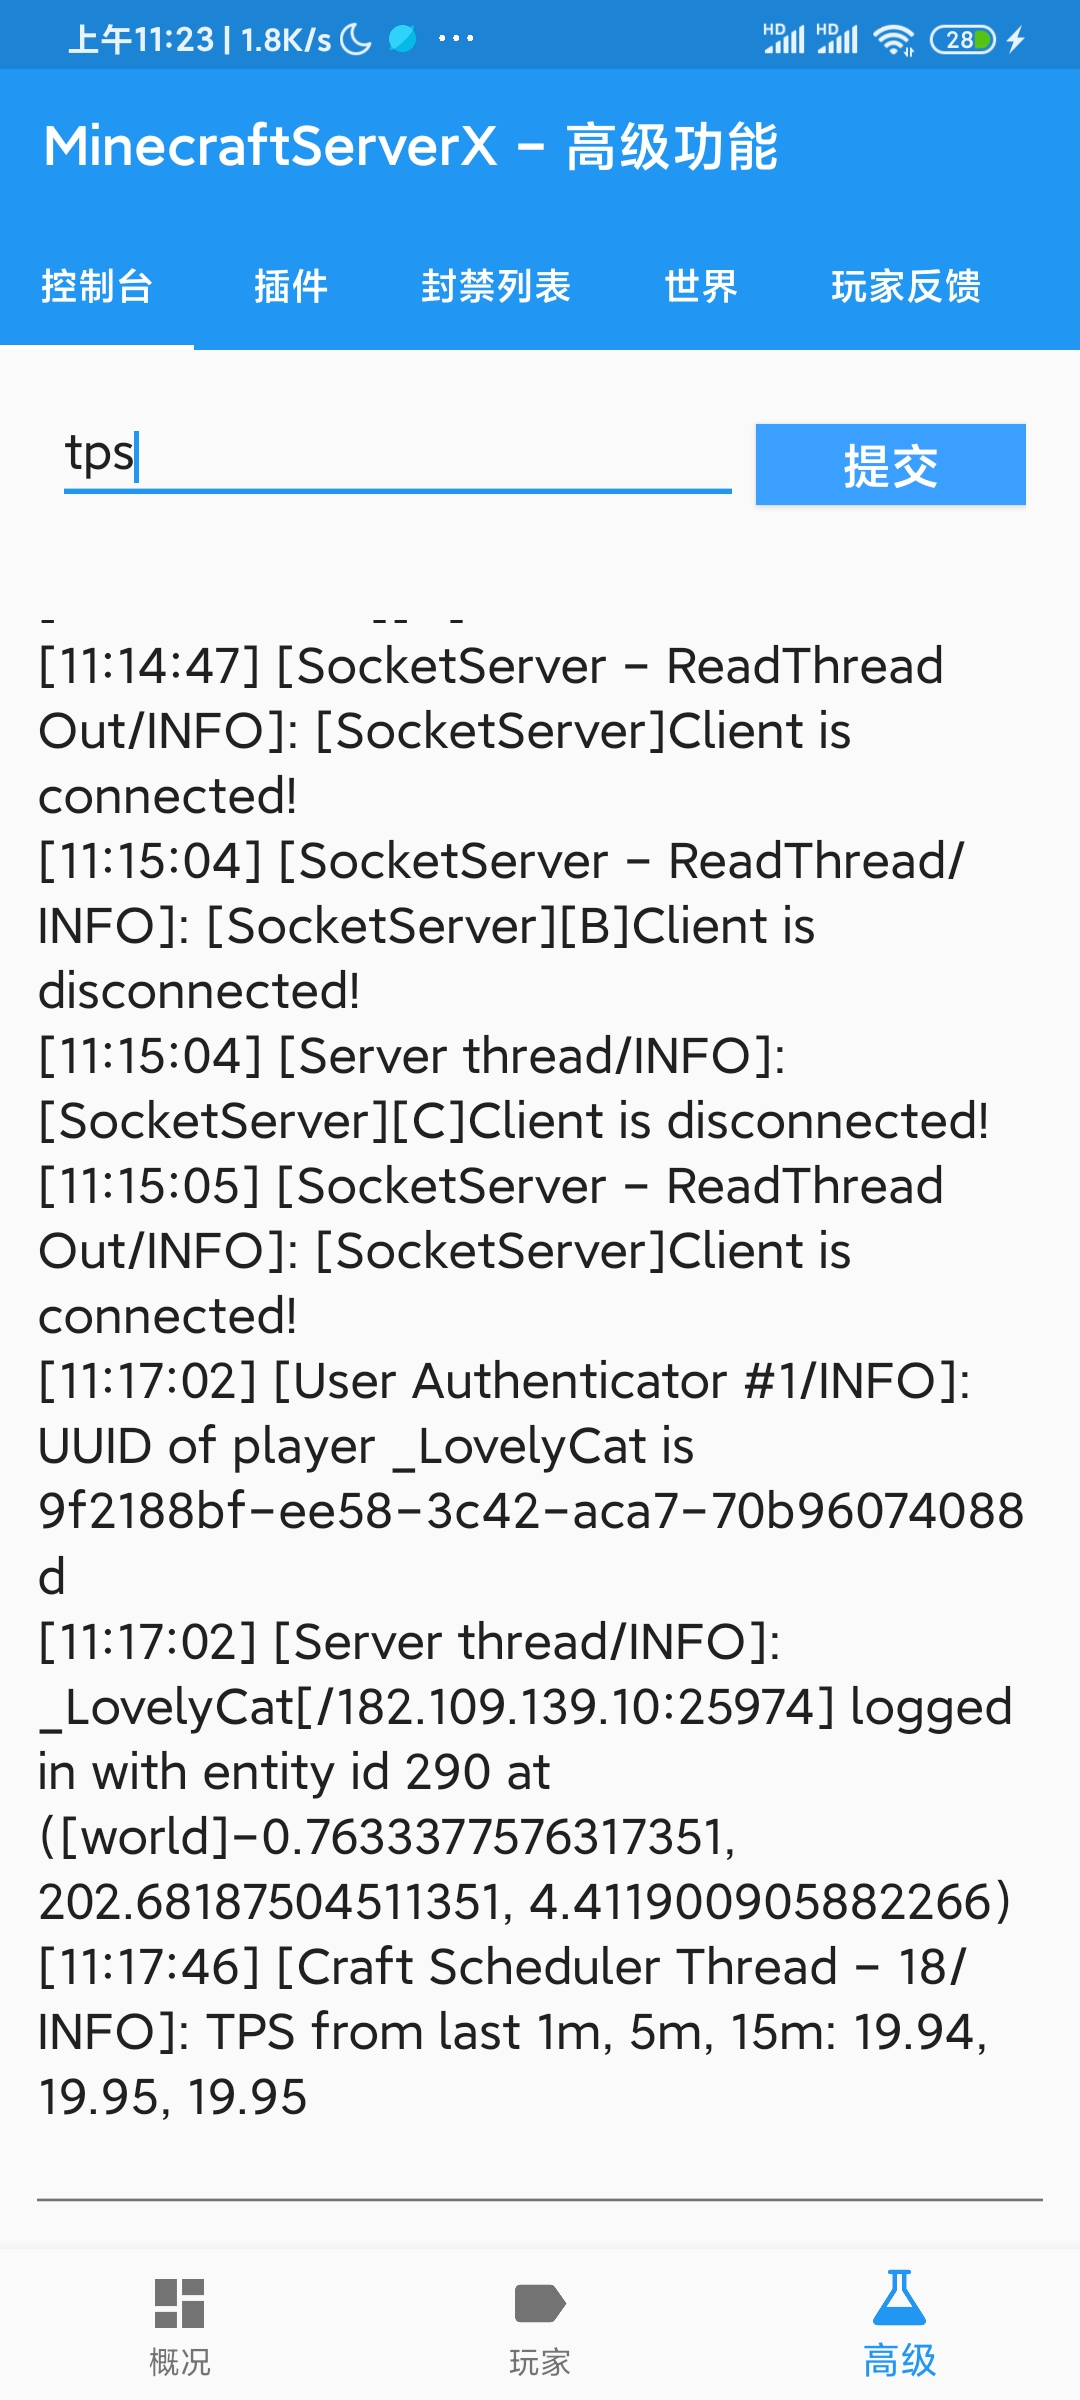 上午11:23 | 1.8K/s ...
HD HD 28
MinecraftServerX - 高级功能
控制台 插件 封禁列表 世界 玩家反馈
tps
提交
[11:14:47] [SocketServer - ReadThread
Out/INFO]: [SocketServer]Client is
connected!
[11:15:04] [SocketServer - ReadThread/
INFO]: [SocketServer][B]Client is
disconnected!
[11:15:04] [Server thread/INFO]:
[SocketServer][C]Client is disconnected!
[11:15:05] [SocketServer - ReadThread
Out/INFO]: [SocketServer]Client is
connected!
[11:17:02] [User Authenticator #1/INFO]:
UUID of player _LovelyCat is
9f2188bf-ee58-3c42-aca7-70b96074088
d
[11:17:02] [Server thread/INFO]:
_LovelyCat[/182.109.139.10:25974] logged
in with entity id 290 at
([world]-0.7633377576317351,
202.68187504511351, 4.411900905882266)
[11:17:46] [Craft Scheduler Thread - 18/
INFO]: TPS from last 1m, 5m, 15m: 19.94,
19.95, 19.95
概况 玩家 高级